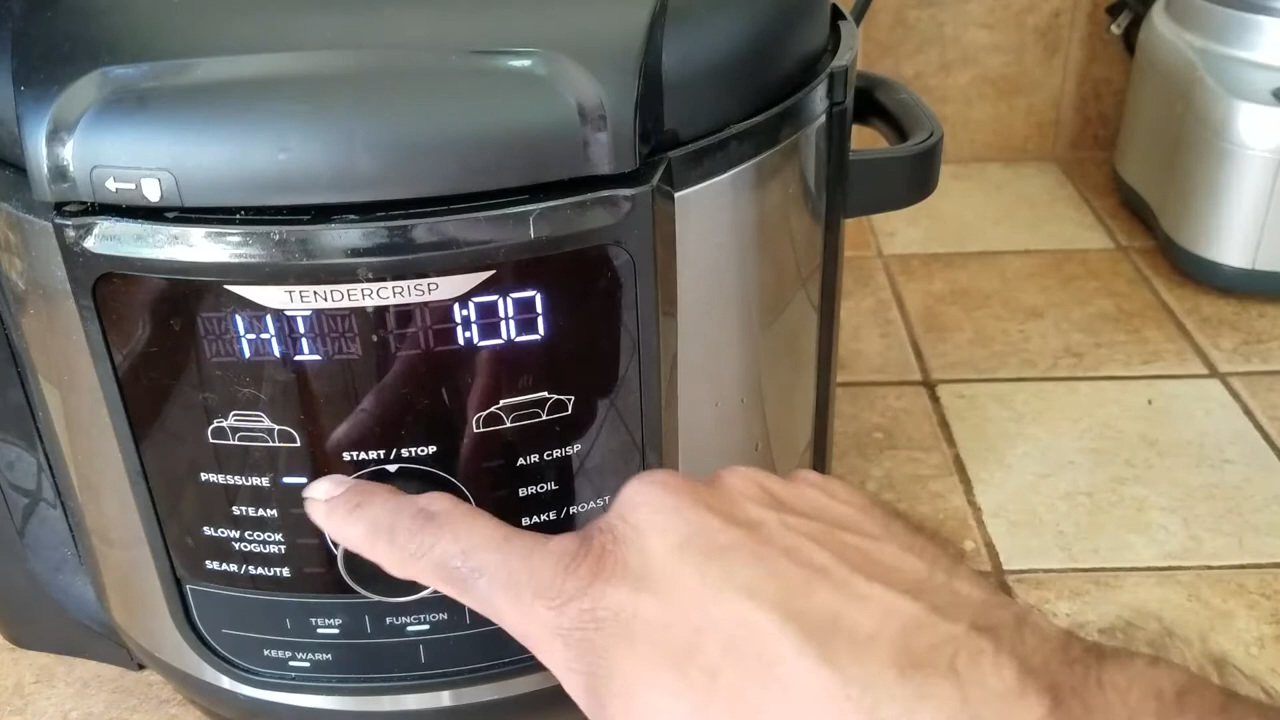 TENDERCRISP
HI 1:00
START / STOP
PRESSURE
STEAM
SLOW COOK
YOGURT
SEAR/SAUTÉ
AIR CRISP
BROIL
BAKE / ROAST
TEMP
FUNCTION
KEEP WARM